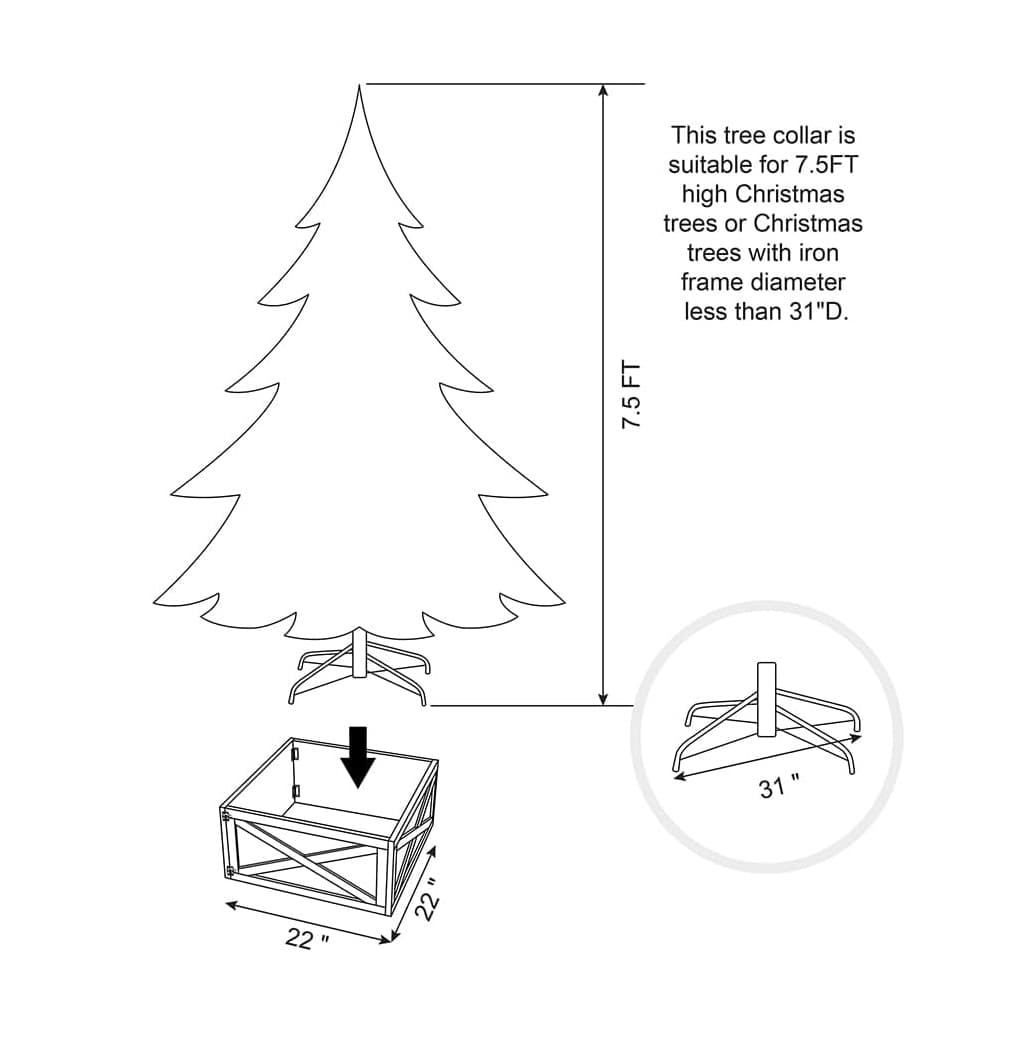 This tree collar is
suitable for 7.5FT
high Christmas
trees or Christmas
trees with iron
frame diameter
less than 31"D.
7.5 FT
31 "
22 "
22 "